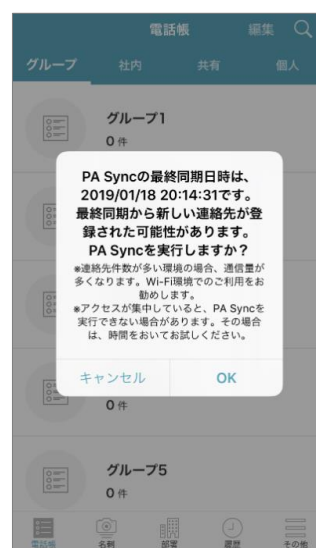 電話帳
編集
グループ
社内
共有
個人
グループ1
0 件
PA Syncの最終同期日時は、
2019/01/18 20:14:31です。
最終同期から新しい連絡先が登
録された可能性があります。
PA Syncを実行しますか？
※連絡先件数が多い環境の場合、通信量が
多くなります。Wi-Fi環境でのご利用をお
勧めします。
※アクセスが集中していると、PA Syncを
実行できない場合があります。その場合
は、時間をおいてお試しください。
キャンセル
OK
0 件
グループ5
0 件
電話帳
名刺
部署
履歴
その他